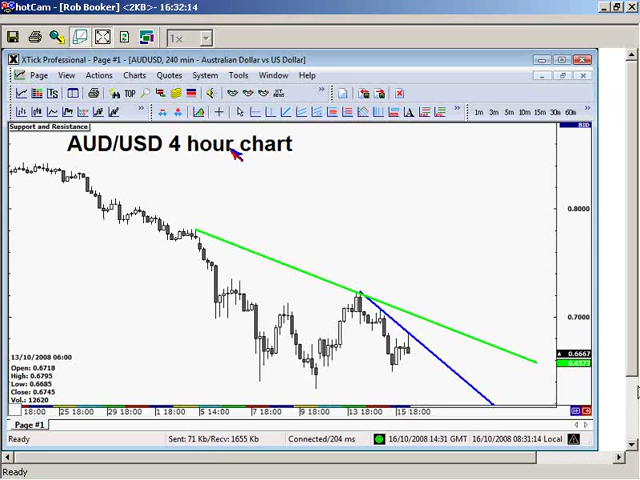 hotCam - [Rob Booker] <2KB> - 16:32:14
1x
XTick Professional - Page #1 - [AUDUSD, 240 min - Australian Dollar vs US Dollar]
Page View Actions Charts Quotes System Tools Window Help
TOP
1m 3m 5m 10m 15m 30m 60m
Support and Resistance
BID
AUD/USD 4 hour chart
0.8000
0.7000
0.6667
13/10/2008 06:00
Open: 0.6718
High: 0.6795
Low: 0.6685
Close: 0.6745
Vol.: 12620
18:00 25 18:00 29 18:00 1 18:00 5 14:00 7 18:00 9 18:00 13 18:00 15 18:00
Page #1
Ready Sent: 71 Kb/Recv.: 1655 Kb Connected/204 ms 16/10/2008 14:31 GMT 16/10/2008 08:31:14 Local
Ready